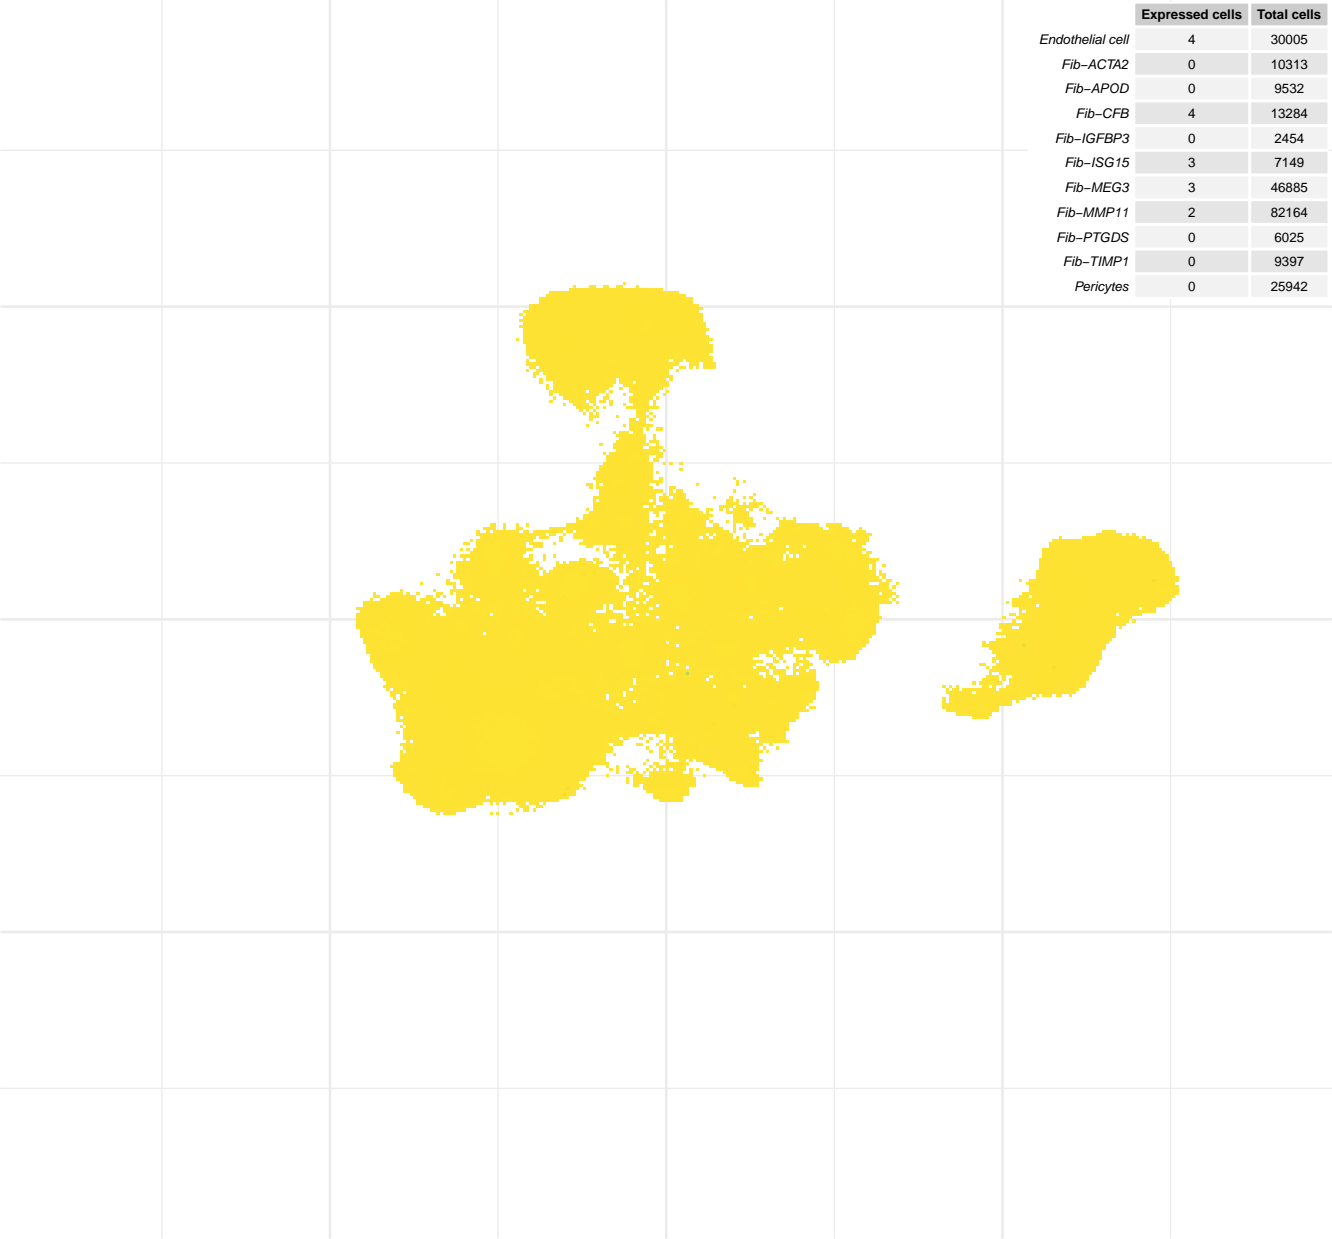 Expressed cells Total cells
Endothelial cell 4 30005
Fib−ACTA2 0 10313
Fib−APOD 0 9532
Fib−CFB 4 13284
Fib−IGFBP3 0 2454
Fib−ISG15 3 7149
Fib−MEG3 3 46885
Fib−MMP11 2 82164
Fib−PTGDS 0 6025
Fib−TIMP1 0 9397
Pericytes 0 25942